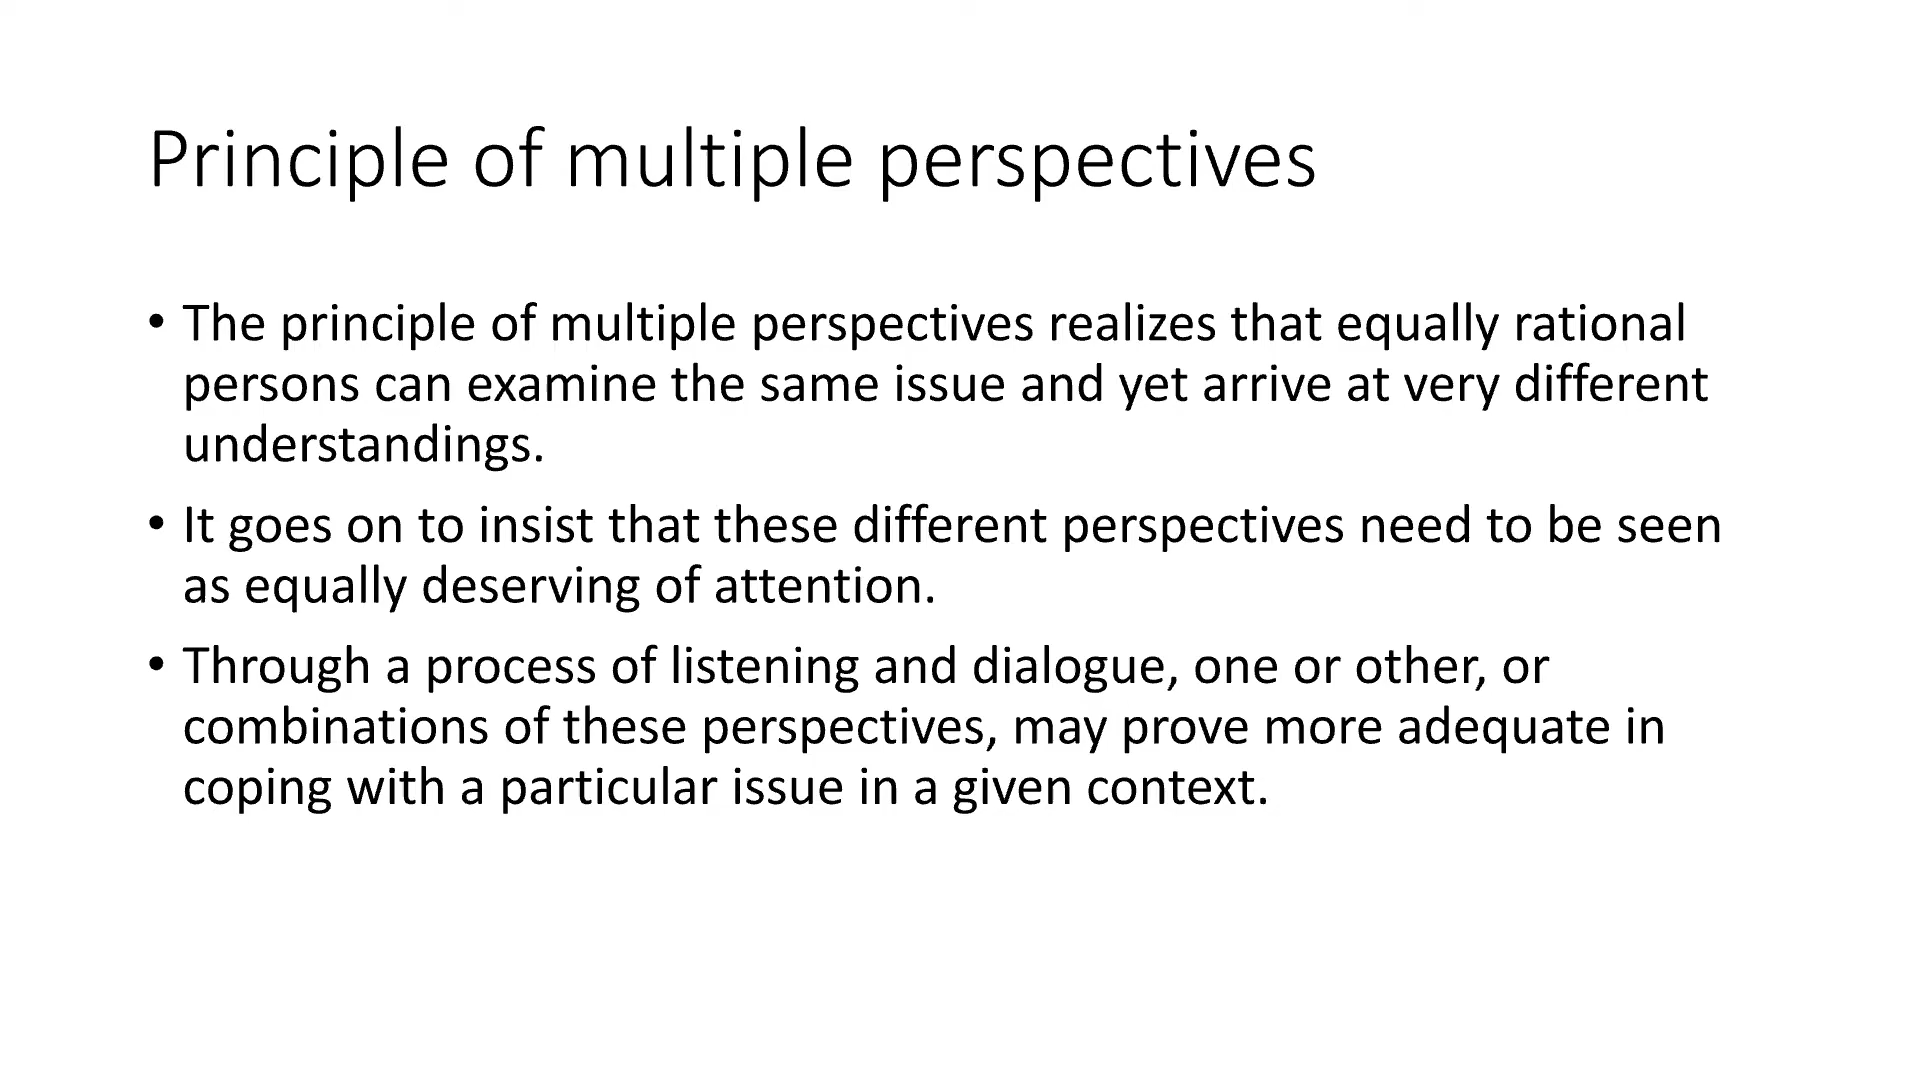 Principle of multiple perspectives
• The principle of multiple perspectives realizes that equally rational
persons can examine the same issue and yet arrive at very different
understandings.
• It goes on to insist that these different perspectives need to be seen
as equally deserving of attention.
• Through a process of listening and dialogue, one or other, or
combinations of these perspectives, may prove more adequate in
coping with a particular issue in a given context.